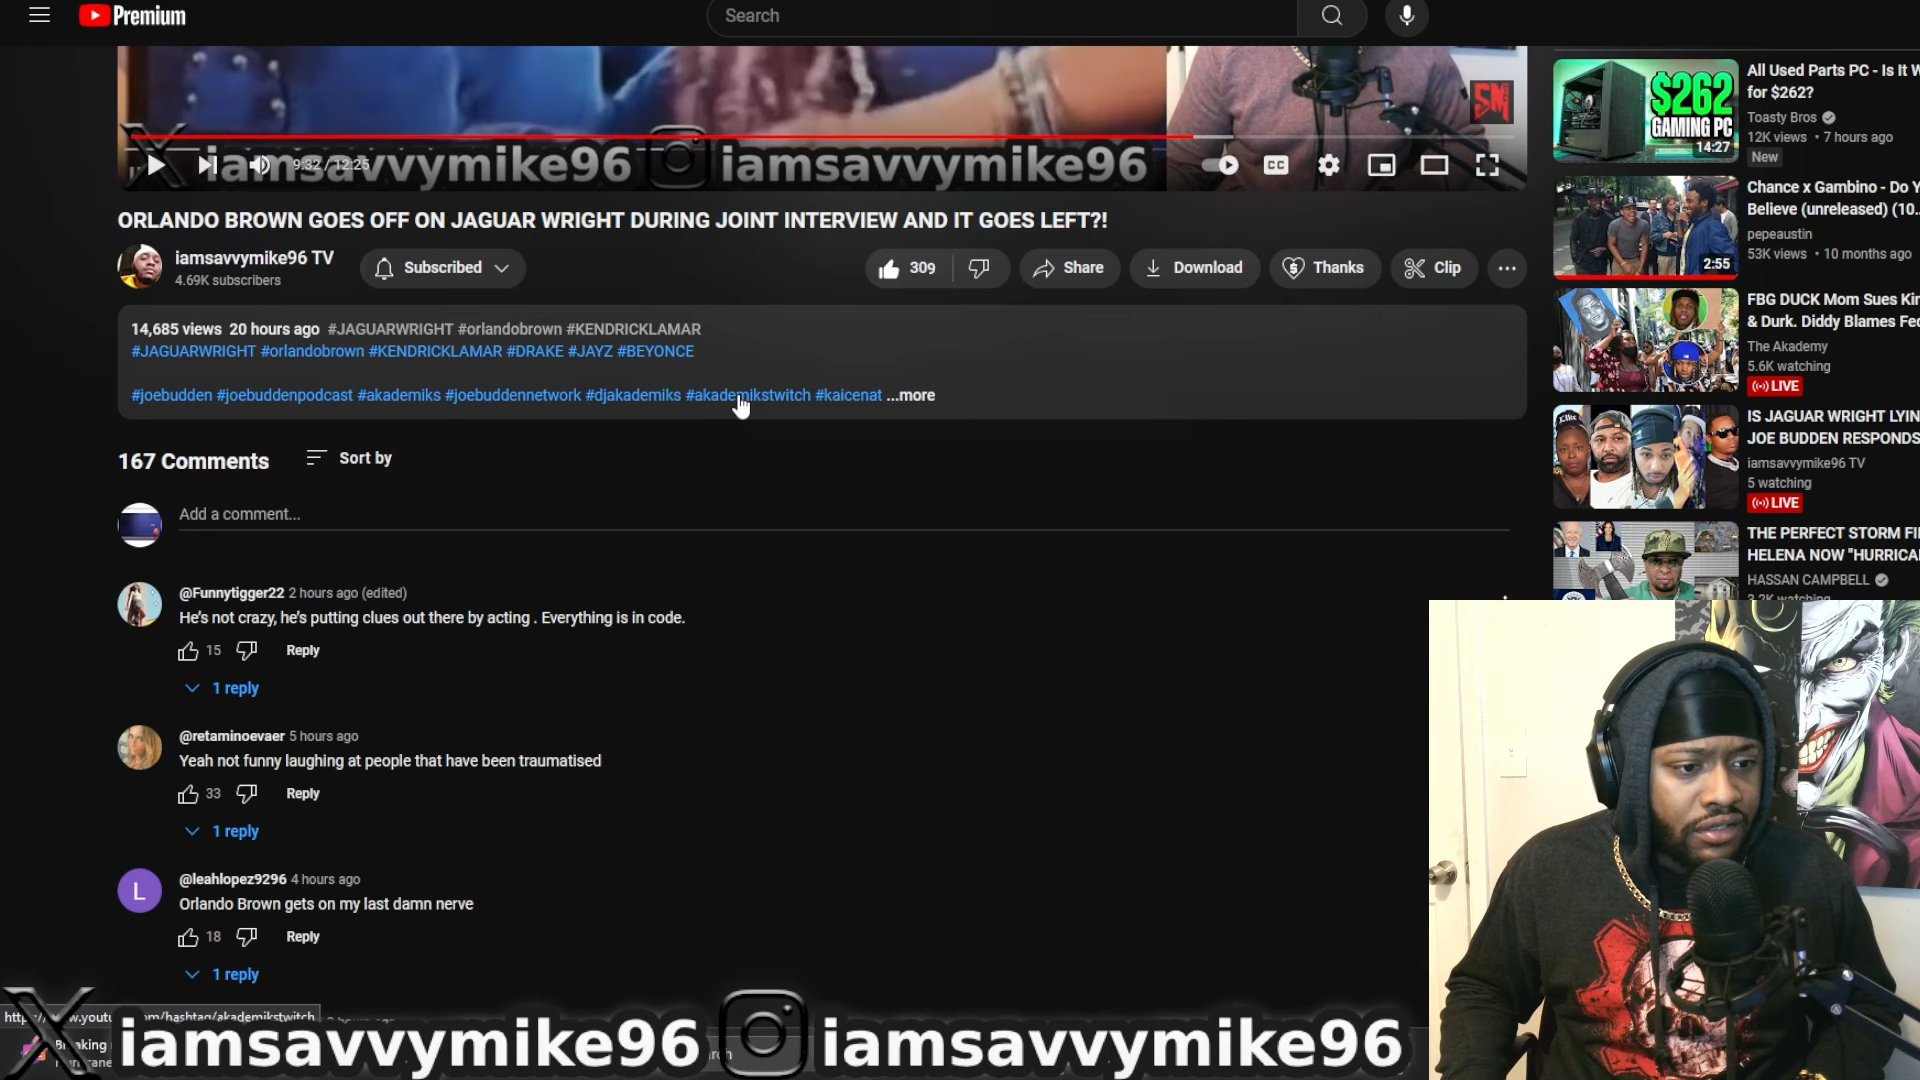 Premium
Search
SM
9:32 / 12:25
iamsavvymike96 iamsavvymike96
CC
ORLANDO BROWN GOES OFF ON JAGUAR WRIGHT DURING JOINT INTERVIEW AND IT GOES LEFT?!
iamsavvymike96 TV
4.69K subscribers
Subscribed
309
Share
Download
Thanks
Clip
14,685 views 20 hours ago #JAGUARWRIGHT #orlandobrown #KENDRICKLAMAR
#JAGUARWRIGHT #orlandobrown #KENDRICKLAMAR #DRAKE #JAYZ #BEYONCE
#joebudden #joebuddenpodcast #akademiks #joebuddennetwork #djakademiks #akademikstwitch #kaicenat ...more
167 Comments
Sort by
Add a comment...
@Funnytigger22 2 hours ago (edited)
He's not crazy, he's putting clues out there by acting . Everything is in code.
15
Reply
1 reply
@retaminoevaer 5 hours ago
Yeah not funny laughing at people that have been traumatised
33
Reply
1 reply
L
@leahlopez9296 4 hours ago
Orlando Brown gets on my last damn nerve
18
Reply
1 reply
$262
GAMING PC
14:27
All Used Parts PC - Is It W
for $262?
Toasty Bros
12K views • 7 hours ago
New
2:55
Chance x Gambino - Do Y
Believe (unreleased) (10...
pepeaustin
53K views • 10 months ago
FBG DUCK Mom Sues Kin
& Durk. Diddy Blames Fed
The Akademy
5.6K watching
LIVE
IS JAGUAR WRIGHT LYIN
JOE BUDDEN RESPONDS
iamsavvymike96 TV
5 watching
LIVE
THE PERFECT STORM FI
HELENA NOW "HURRICA
HASSAN CAMPBELL
3.2K watching
Breaking
iamsavvymike96 iamsavvymike96